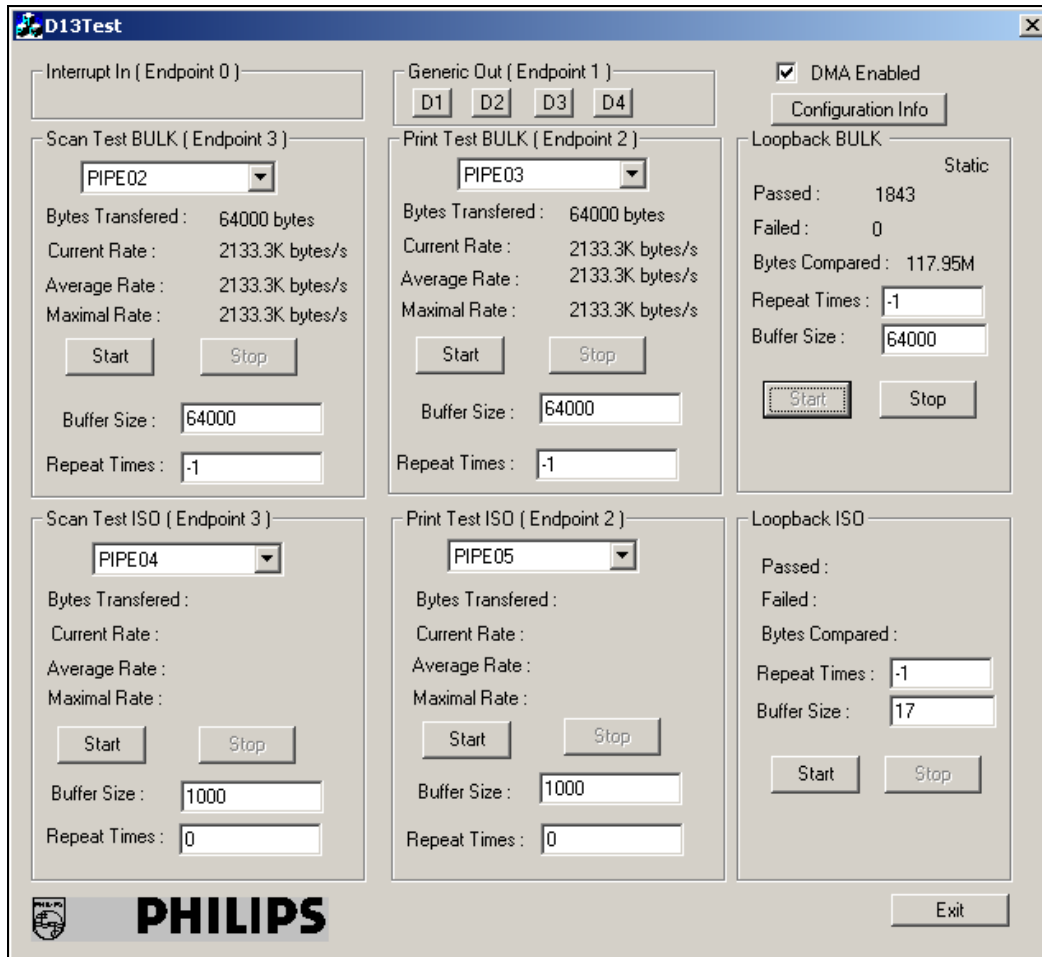 D13Test
Interrupt In ( Endpoint 0 )
Generic Out ( Endpoint 1 )
D1 D2 D3 D4
DMA Enabled
Configuration Info
Scan Test BULK ( Endpoint 3 )
PIPE02
Bytes Transfered : 64000 bytes
Current Rate : 2133.3K bytes/s
Average Rate : 2133.3K bytes/s
Maximal Rate : 2133.3K bytes/s
Start Stop
Buffer Size : 64000
Repeat Times : -1
Print Test BULK ( Endpoint 2 )
PIPE03
Bytes Transfered : 64000 bytes
Current Rate : 2133.3K bytes/s
Average Rate : 2133.3K bytes/s
Maximal Rate : 2133.3K bytes/s
Start Stop
Buffer Size : 64000
Repeat Times : -1
Loopback BULK
Static
Passed : 1843
Failed : 0
Bytes Compared : 117.95M
Repeat Times : -1
Buffer Size : 64000
Start Stop
Scan Test ISO ( Endpoint 3 )
PIPE04
Bytes Transfered :
Current Rate :
Average Rate :
Maximal Rate :
Start Stop
Buffer Size : 1000
Repeat Times : 0
Print Test ISO ( Endpoint 2 )
PIPE05
Bytes Transfered :
Current Rate :
Average Rate :
Maximal Rate :
Start Stop
Buffer Size : 1000
Repeat Times : 0
Loopback ISO
Passed :
Failed :
Bytes Compared :
Repeat Times : -1
Buffer Size : 17
Start Stop
PHILIPS
Exit